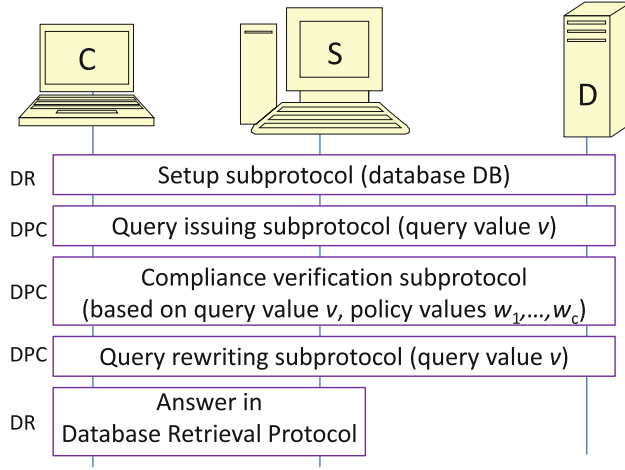 C
S
D
DR
Setup subprotocol (database DB)
DPC
Query issuing subprotocol (query value v)
DPC
Compliance verification subprotocol
(based on query value v, policy values w₁,...,w꜀)
DPC
Query rewriting subprotocol (query value v)
DR
Answer in
Database Retrieval Protocol